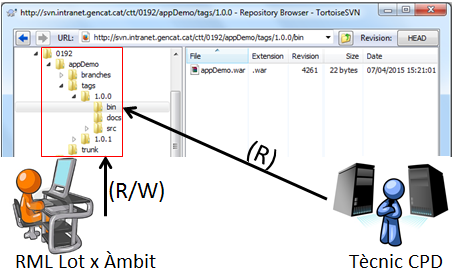 http://svn.intranet.gencat.cat/ctt/0192/appDemo/tags/1.0.0 - Repository Browser - TortoiseSVN
URL: http://svn.intranet.gencat.cat/ctt/0192/appDemo/tags/1.0.0/bin Revision: HEAD
0192
appDemo
branches
tags
1.0.0
bin
docs
src
1.0.1
trunk
File Extension Revision Size Date
appDemo.war .war 4261 22 bytes 07/04/2015 15:21:01
(R)
(R/W)
RML Lot x Àmbit
Tècnic CPD